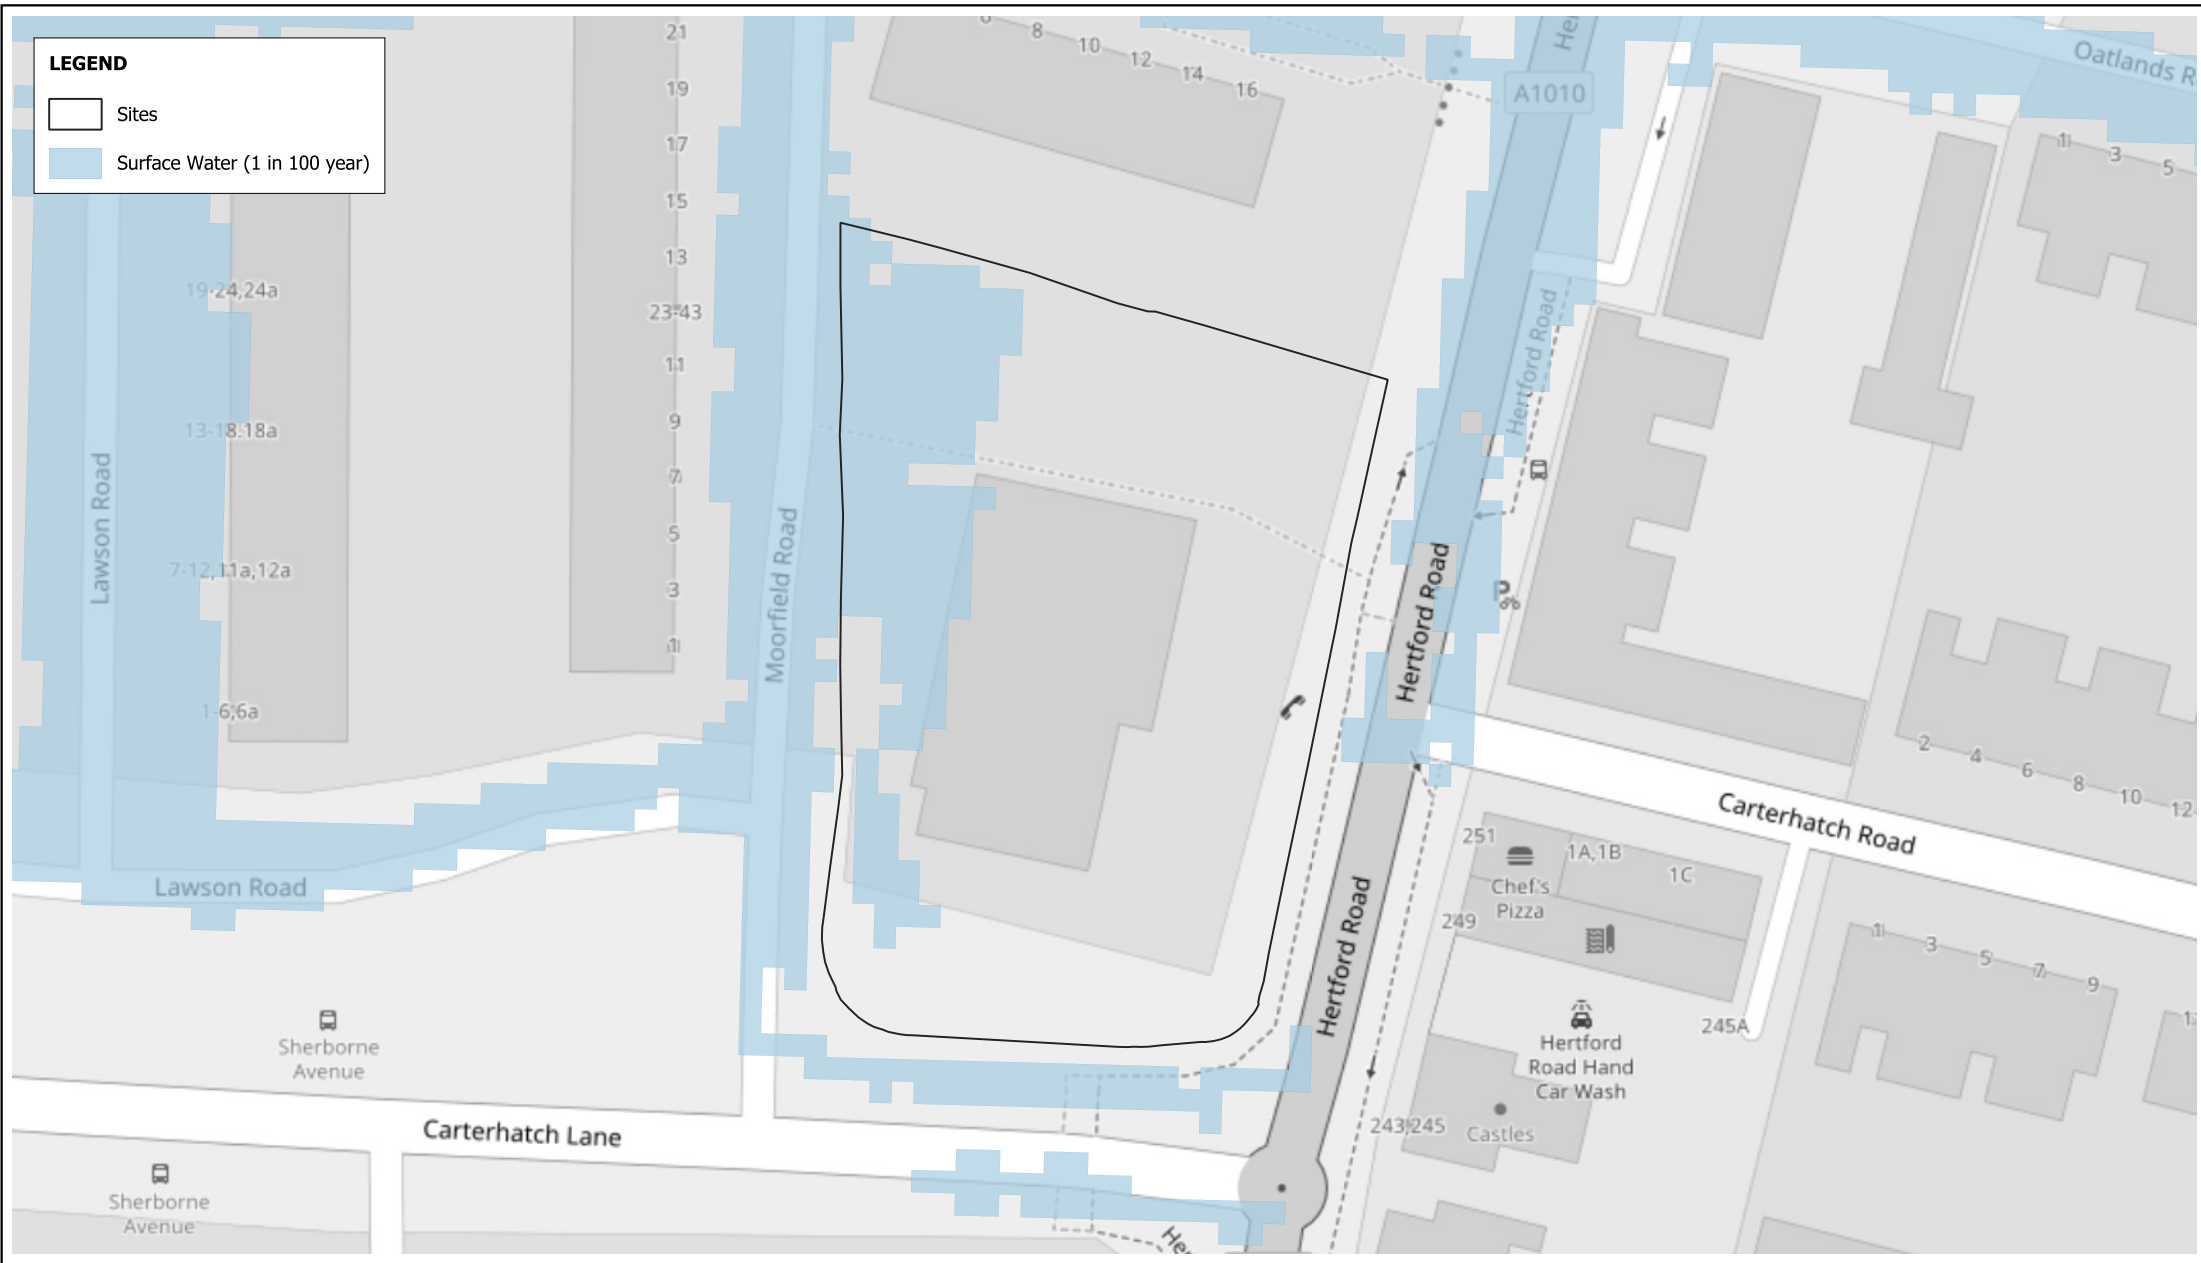 LEGEND
Sites
Surface Water (1 in 100 year)
21
19
17
15
13
23-43
11
9
7
5
3
1
8
10
12
14
16
A1010
Oatlands R
1
3
5
19-24,24a
13-18.18a
7-12,11a,12a
1-6,6a
Lawson Road
Lawson Road
Moorfield Road
Hertford Road
Hertford Road
Hertford Road
Her
P
2
4
6
8
10
12
Carterhatch Road
251
1A,1B
1C
Chef's
Pizza
249
1
3
5
7
9
1
245A
Hertford
Road Hand
Car Wash
243,245
Castles
Sherborne
Avenue
Carterhatch Lane
Sherborne
Avenue
Her